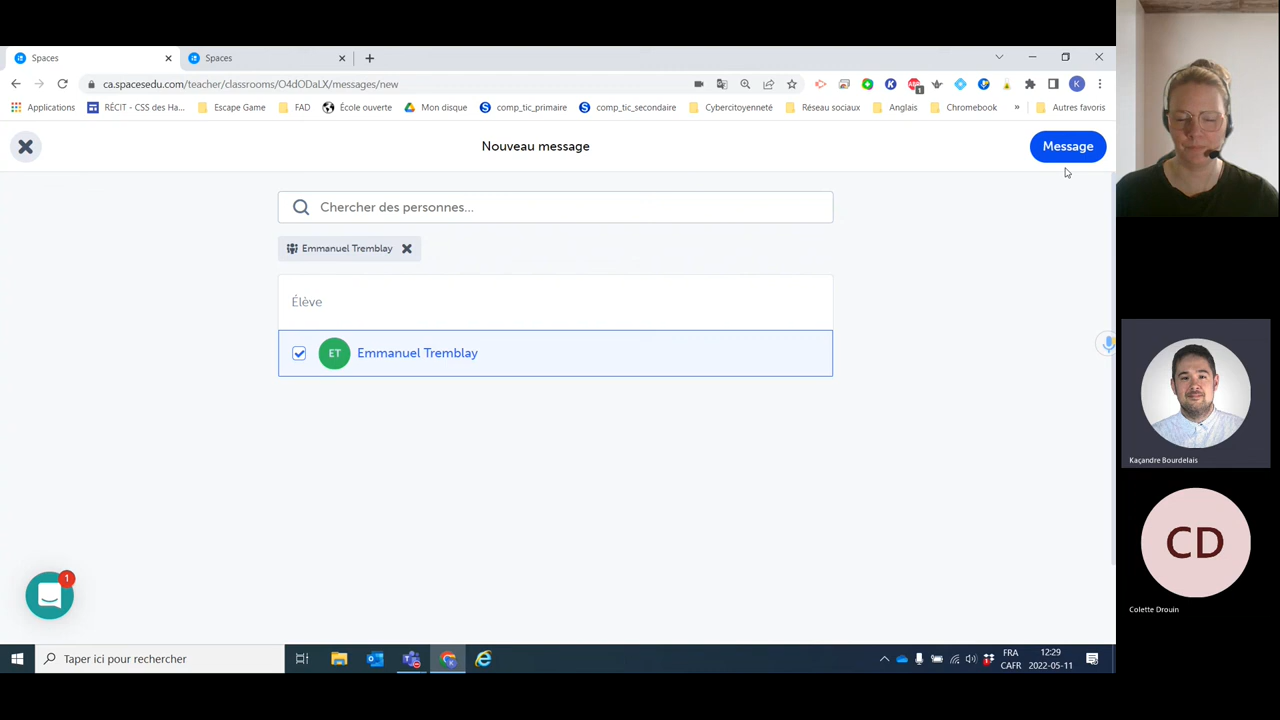 Spaces
Spaces
ca.spacesedu.com/teacher/classrooms/O4dODaLX/messages/new
Applications
RÉCIT - CSS des Ha...
Escape Game
FAD
École ouverte
Mon disque
comp_tic_primaire
comp_tic_secondaire
Cybercitoyenneté
Réseau sociaux
Anglais
Chromebook
»
Autres favoris
Nouveau message
Message
Chercher des personnes...
Emmanuel Tremblay
Élève
ET
Emmanuel Tremblay
1
Kaçandre Bourdelais
CD
Colette Drouin
Taper ici pour rechercher
FRA
CAFR
12:29
2022-05-11